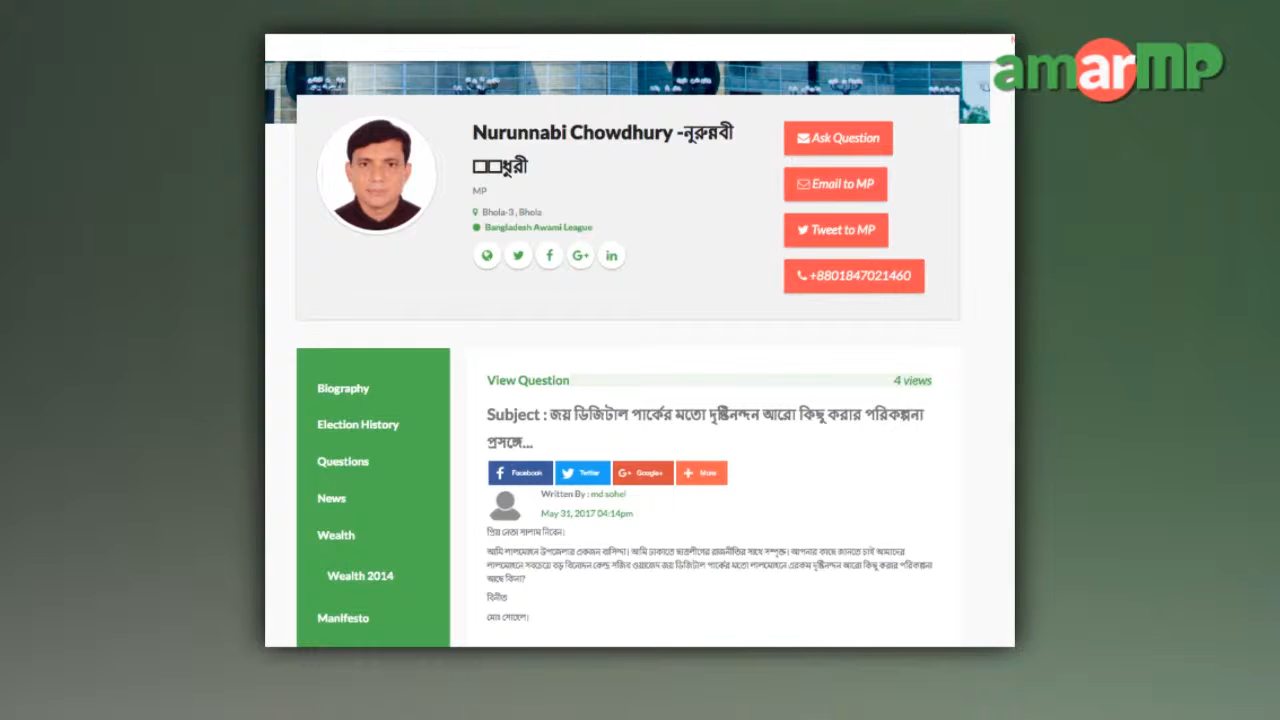 amarMP
Nurunnabi Chowdhury -নূরুন্নবী
□□ধুরী
MP
Bhola-3 , Bhola
Bangladesh Awami League
Ask Question
Email to MP
Tweet to MP
+8801847021460
Biography
Election History
Questions
News
Wealth
Wealth 2014
Manifesto
View Question
4 views
Subject : জয় ডিজিটাল পার্কের মতো দৃষ্টিনন্দন আরো কিছু করার পরিকল্পনা
প্রসঙ্গে...
Facebook
Twitter
Google+
More
Written By : md sohel
May 31, 2017 04:14pm
প্রিয় নেতা সালাম নিবেন।
আমি লালমোহন উপজেলার একজন বাসিন্দা। আমি ঢাকাতে ছাত্রলীগের রাজনীতির সাথে সম্পৃক্ত। আপনার কাছে জানতে চাই আমাদের
লালমোহনে সবচেয়ে বড় বিনোদন কেন্দ্র সজিব ওয়াজেদ জয় ডিজিটাল পার্কের মতো লালমোহনে এরকম দৃষ্টিনন্দন আরো কিছু করার পরিকল্পনা
আছে কিনা?
বিনীত
মোঃ সোহেল।